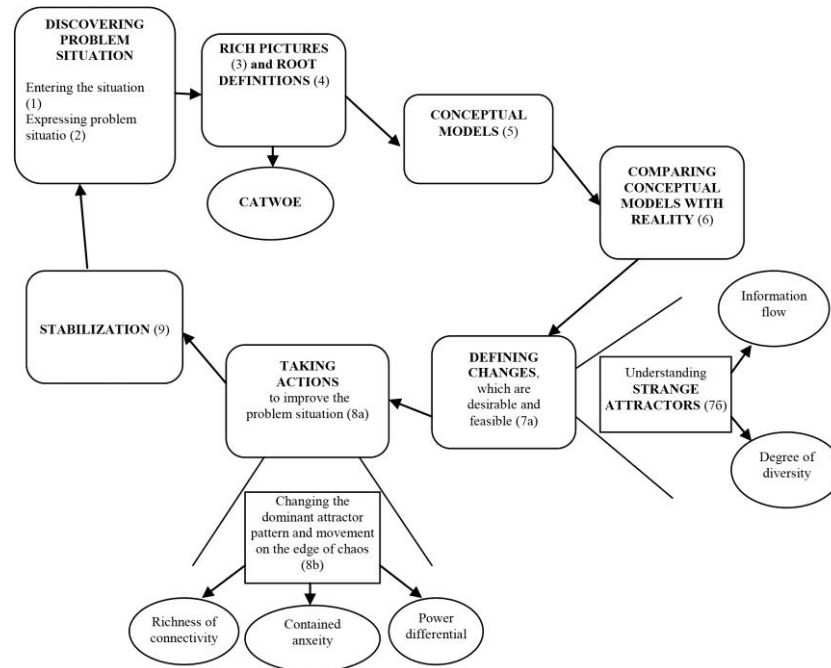 DISCOVERING
PROBLEM
SITUATION
Entering the situation
(1)
Expressing problem
situatio (2)
RICH PICTURES
(3) and ROOT
DEFINITIONS (4)
CATWOE
CONCEPTUAL
MODELS (5)
COMPARING
CONCEPTUAL
MODELS WITH
REALITY (6)
Information
flow
Understanding
STRANGE
ATTRACTORS (7б)
Degree of
diversity
DEFINING
CHANGES,
which are
desirable and
feasible (7a)
TAKING
ACTIONS
to improve the
problem situation (8a)
STABILIZATION (9)
Changing the
dominant attractor
pattern and movement
on the edge of chaos
(8b)
Richness of
connectivity
Contained
anxeity
Power
differential